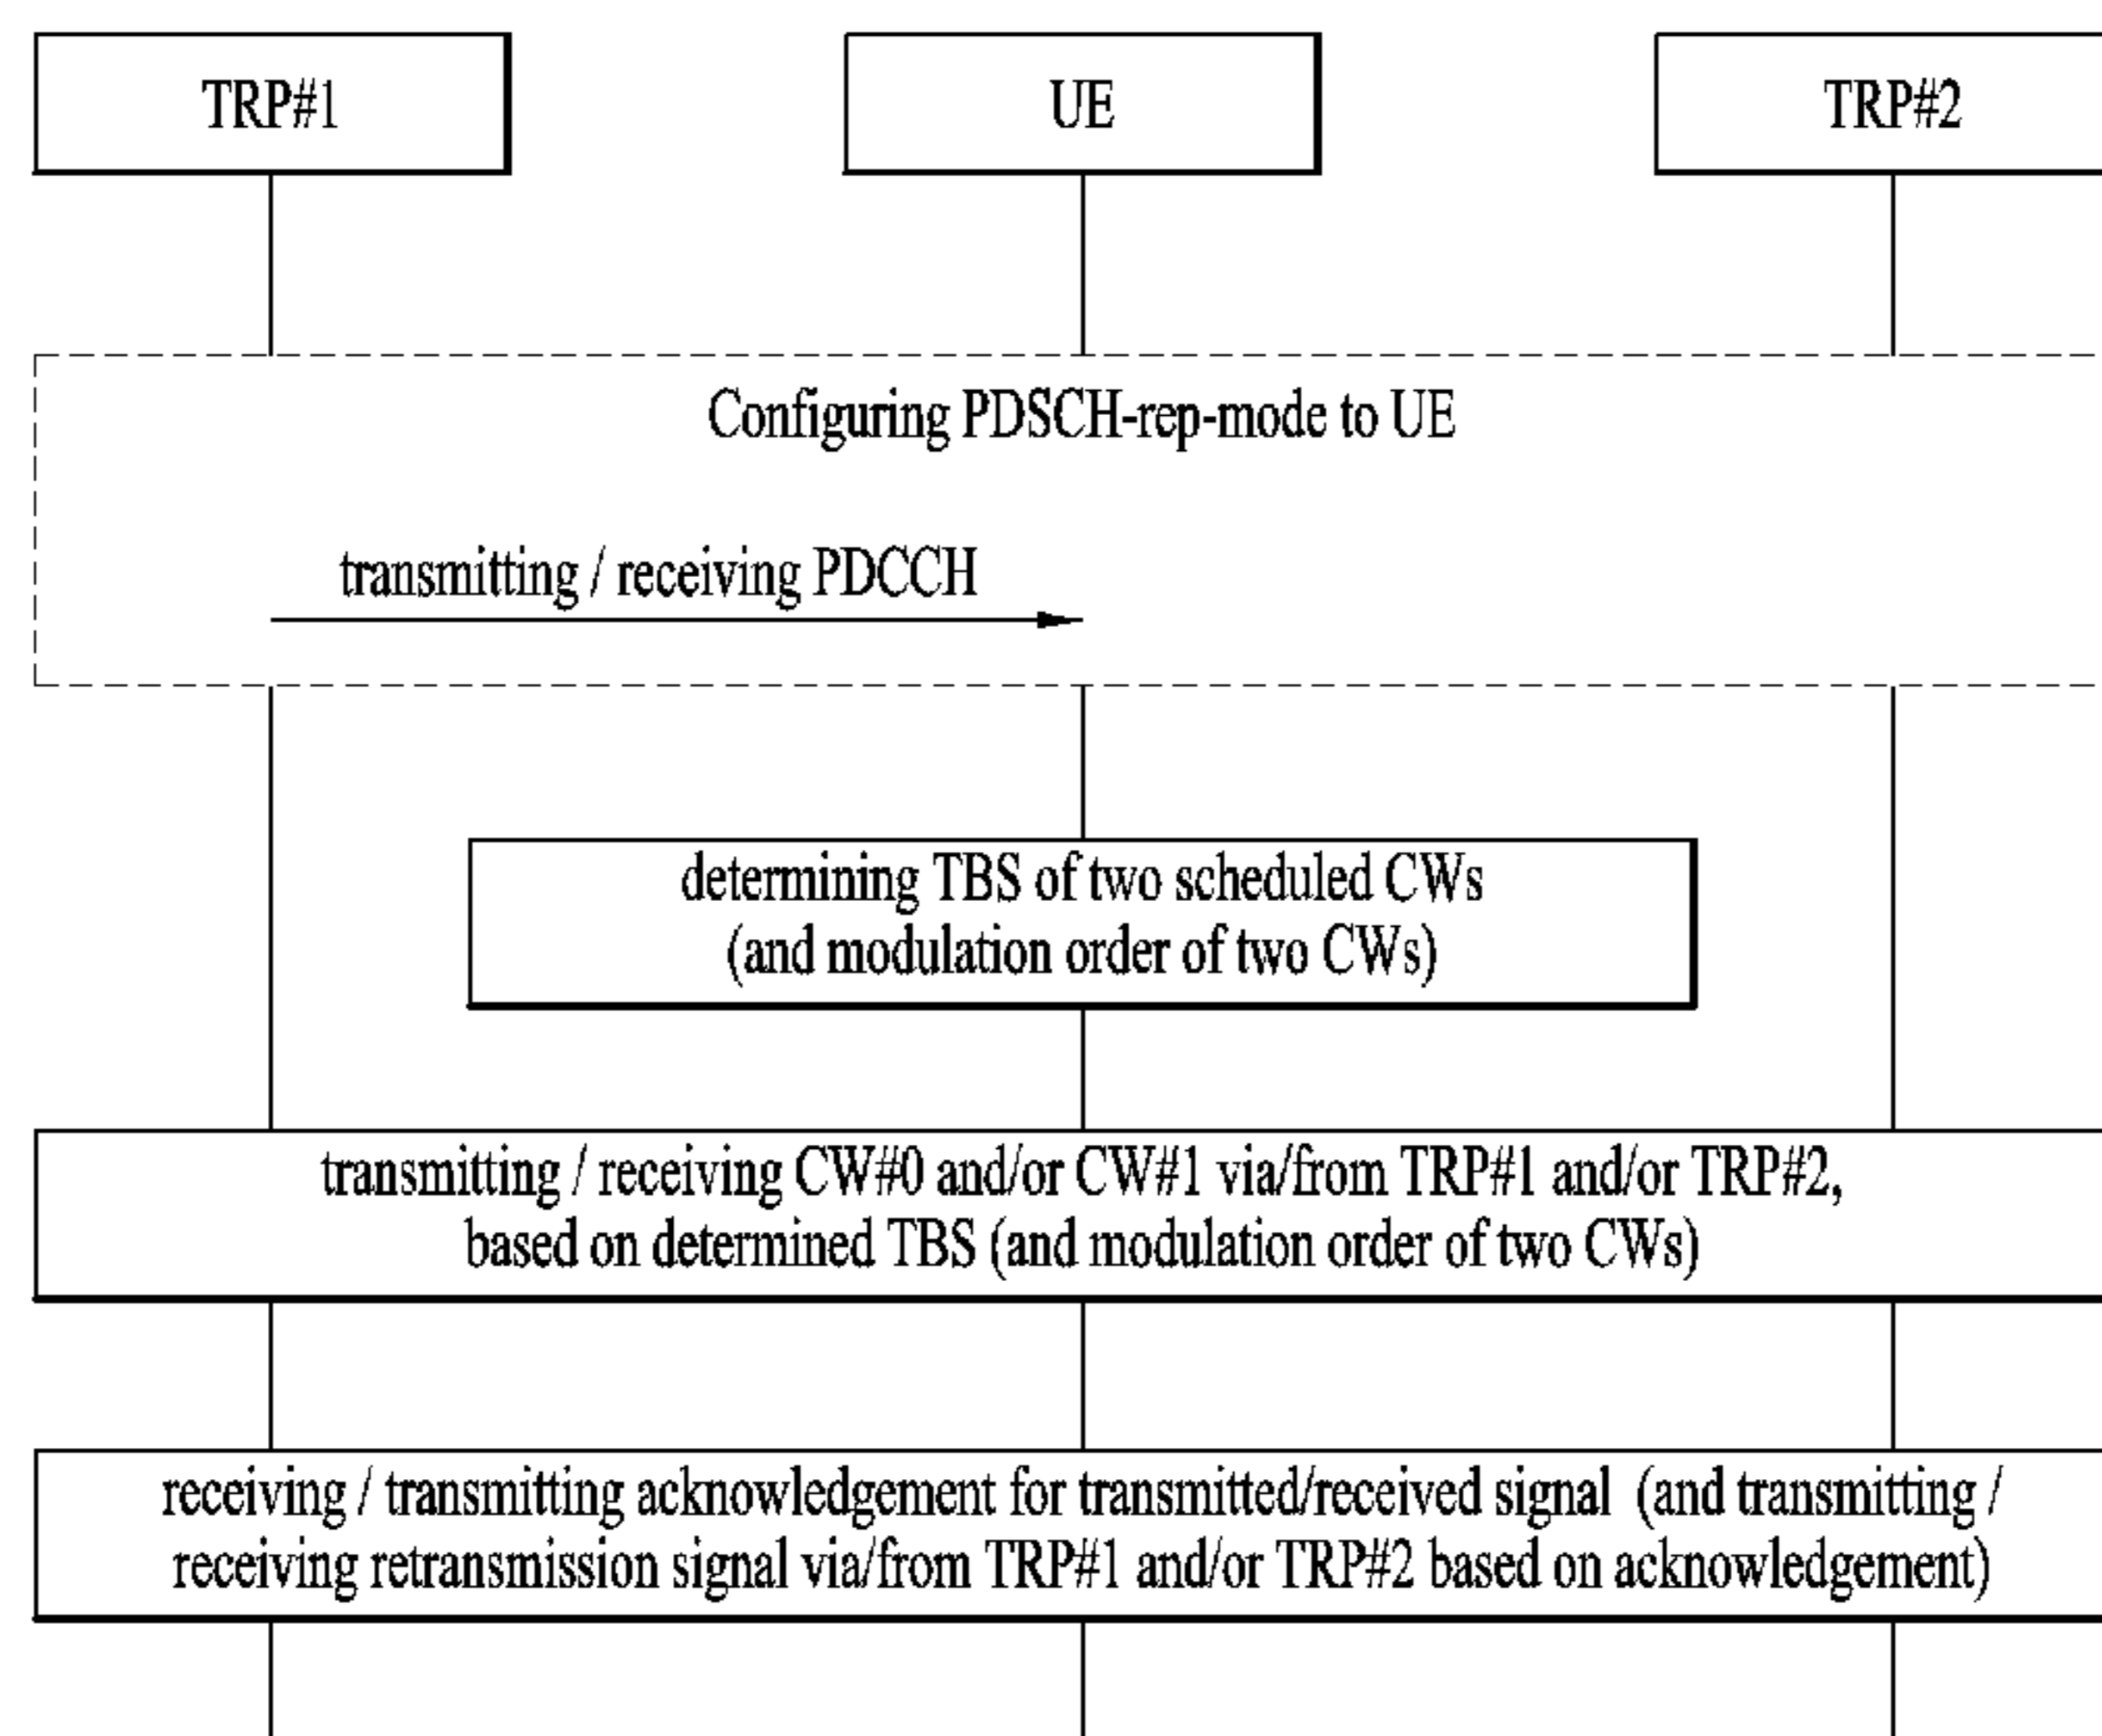 TRP#1
UE
TRP#2
Configuring PDSCH-rep-mode to UE
transmitting / receiving PDCCH
determining TBS of two scheduled CWs
(and modulation order of two CWs)
transmitting / receiving CW#0 and/or CW#1 via/from TRP#1 and/or TRP#2,
based on determined TBS (and modulation order of two CWs)
receiving / transmitting acknowledgement for transmitted/received signal (and transmitting /
receiving retransmission signal via/from TRP#1 and/or TRP#2 based on acknowledgement)